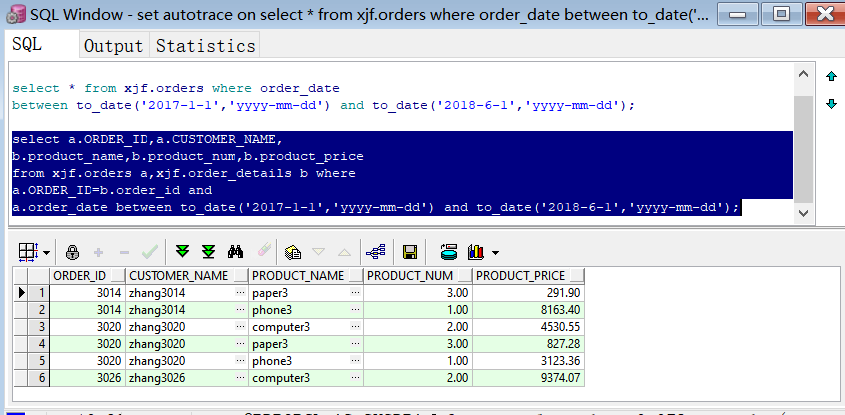 SQL Window - set autotrace on select * from xjf.orders where order_date between to_date('2...
SQL Output Statistics
select * from xjf.orders where order_date
between to_date('2017-1-1','yyyy-mm-dd') and to_date('2018-6-1','yyyy-mm-dd');
select a.ORDER_ID,a.CUSTOMER_NAME,
b.product_name,b.product_num,b.product_price
from xjf.orders a,xjf.order_details b where
a.ORDER_ID=b.order_id and
a.order_date between to_date('2017-1-1','yyyy-mm-dd') and to_date('2018-6-1','yyyy-mm-dd');
ORDER_ID CUSTOMER_NAME PRODUCT_NAME PRODUCT_NUM PRODUCT_PRICE
1 3014 zhang3014 ... paper3 ... 3.00 291.90
2 3014 zhang3014 ... phone3 ... 1.00 8163.40
3 3020 zhang3020 ... computer3 ... 2.00 4530.55
4 3020 zhang3020 ... paper3 ... 3.00 827.28
5 3020 zhang3020 ... phone3 ... 1.00 3123.36
6 3026 zhang3026 ... computer3 ... 2.00 9374.07